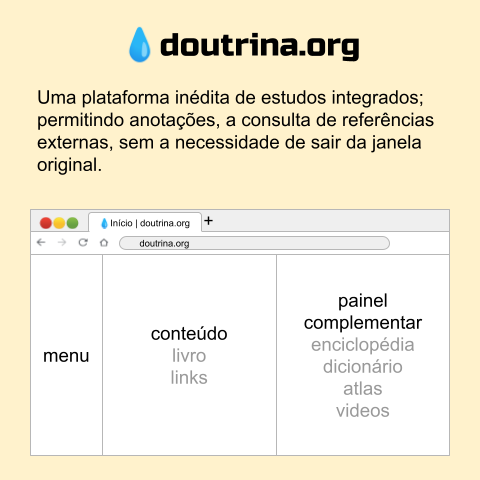 doutrina.org
Uma plataforma inédita de estudos integrados;
permitindo anotações, a consulta de referências
externas, sem a necessidade de sair da janela
original.
Início | doutrina.org +
doutrina.org
menu
conteúdo
livro
links
painel
complementar
enciclopédia
dicionário
atlas
videos